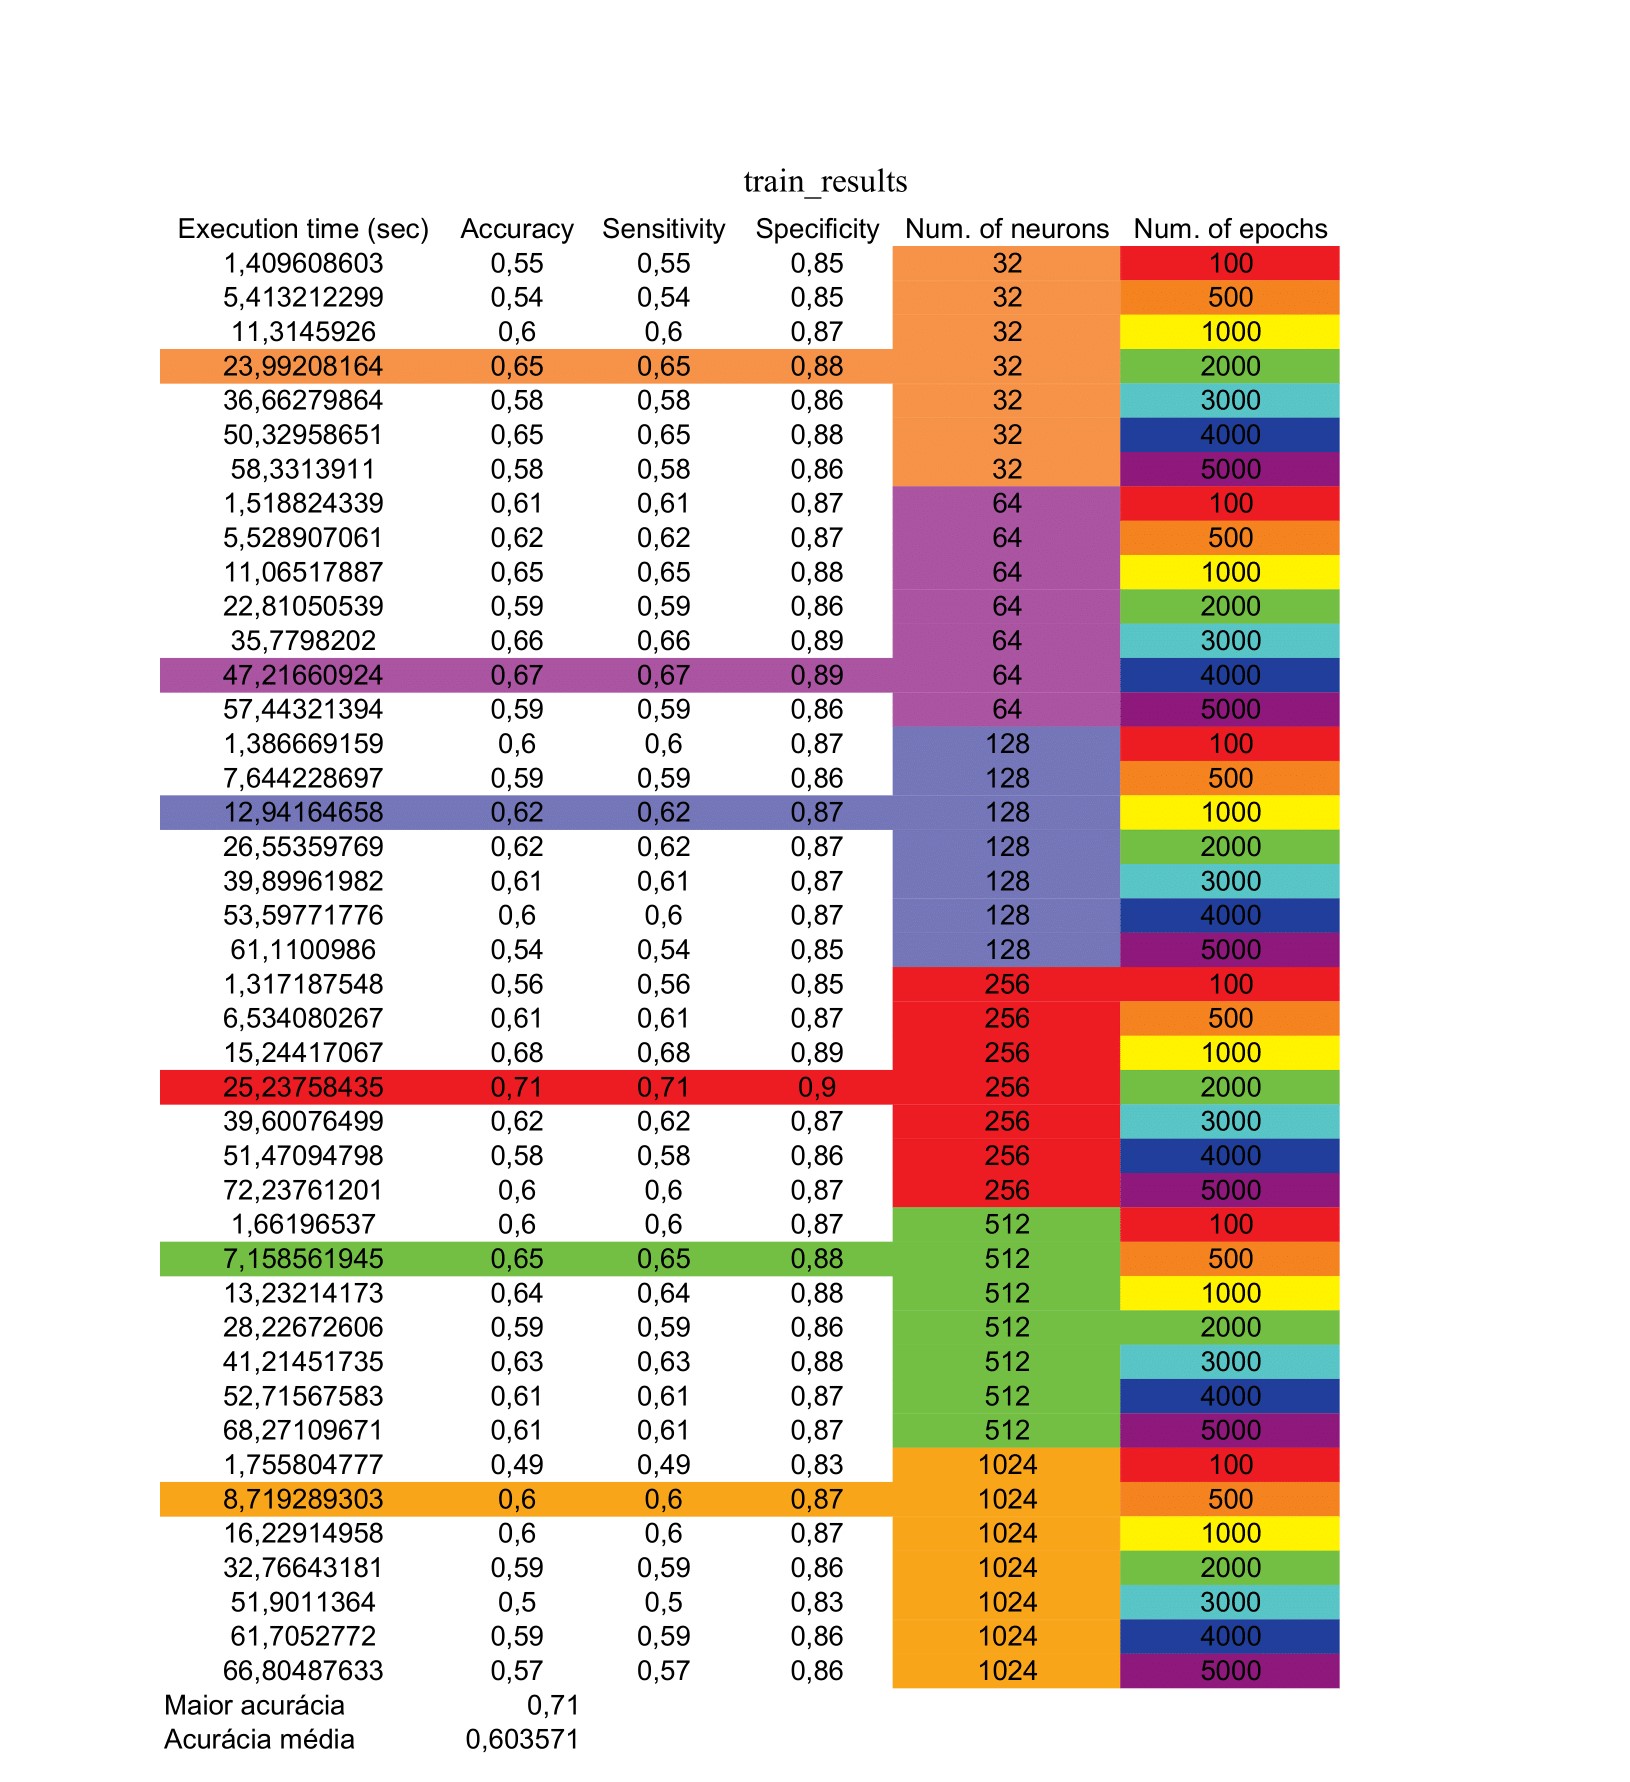 train_results
Execution time (sec) Accuracy Sensitivity Specificity Num. of neurons Num. of epochs
1,409608603 0,55 0,55 0,85 32 100
5,413212299 0,54 0,54 0,85 32 500
11,3145926 0,6 0,6 0,87 32 1000
23,99208164 0,65 0,65 0,88 32 2000
36,66279864 0,58 0,58 0,86 32 3000
50,32958651 0,65 0,65 0,88 32 4000
58,3313911 0,58 0,58 0,86 32 5000
1,518824339 0,61 0,61 0,87 64 100
5,528907061 0,62 0,62 0,87 64 500
11,06517887 0,65 0,65 0,88 64 1000
22,81050539 0,59 0,59 0,86 64 2000
35,7798202 0,66 0,66 0,89 64 3000
47,21660924 0,67 0,67 0,89 64 4000
57,44321394 0,59 0,59 0,86 64 5000
1,386669159 0,6 0,6 0,87 128 100
7,644228697 0,59 0,59 0,86 128 500
12,94164658 0,62 0,62 0,87 128 1000
26,55359769 0,62 0,62 0,87 128 2000
39,89961982 0,61 0,61 0,87 128 3000
53,59771776 0,6 0,6 0,87 128 4000
61,1100986 0,54 0,54 0,85 128 5000
1,317187548 0,56 0,56 0,85 256 100
6,534080267 0,61 0,61 0,87 256 500
15,24417067 0,68 0,68 0,89 256 1000
25,23758435 0,71 0,71 0,9 256 2000
39,60076499 0,62 0,62 0,87 256 3000
51,47094798 0,58 0,58 0,86 256 4000
72,23761201 0,6 0,6 0,87 256 5000
1,66196537 0,6 0,6 0,87 512 100
7,158561945 0,65 0,65 0,88 512 500
13,23214173 0,64 0,64 0,88 512 1000
28,22672606 0,59 0,59 0,86 512 2000
41,21451735 0,63 0,63 0,88 512 3000
52,71567583 0,61 0,61 0,87 512 4000
68,27109671 0,61 0,61 0,87 512 5000
1,755804777 0,49 0,49 0,83 1024 100
8,719289303 0,6 0,6 0,87 1024 500
16,22914958 0,6 0,6 0,87 1024 1000
32,76643181 0,59 0,59 0,86 1024 2000
51,9011364 0,5 0,5 0,83 1024 3000
61,7052772 0,59 0,59 0,86 1024 4000
66,80487633 0,57 0,57 0,86 1024 5000
Maior acurácia 0,71
Acurácia média 0,603571